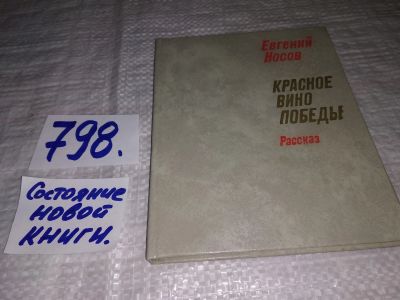 Евгений
Носов
КРАСНОЕ
ВИНО
ПОБЕДЫ
Рассказ
798.
Состояние
новой
книги.